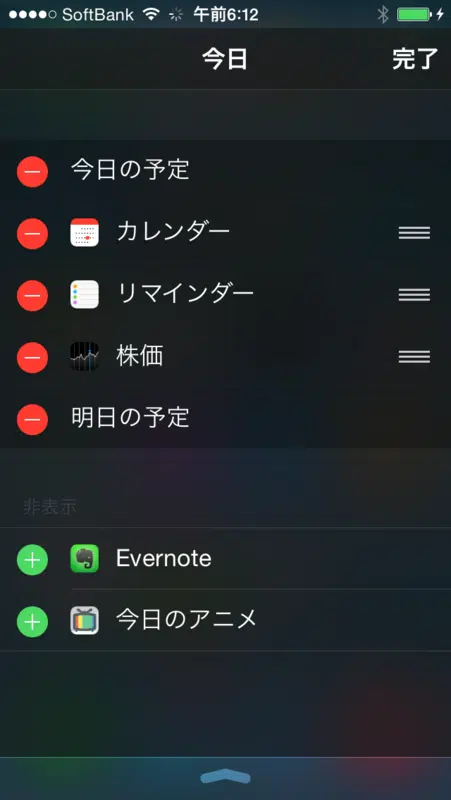 SoftBank 午前6:12
今日 完了
今日の予定
カレンダー
リマインダー
株価
明日の予定
非表示
Evernote
今日のアニメ